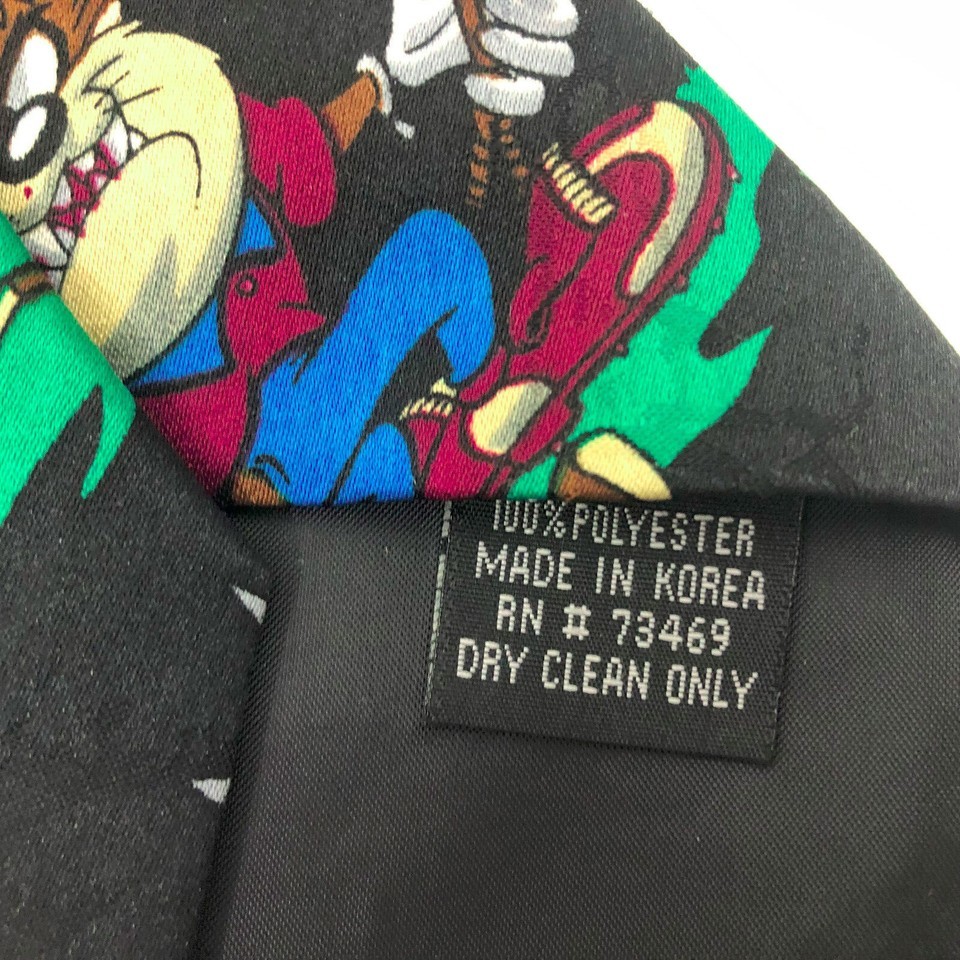 100% POLYESTER
MADE IN KOREA
RN # 73469
DRY CLEAN ONLY